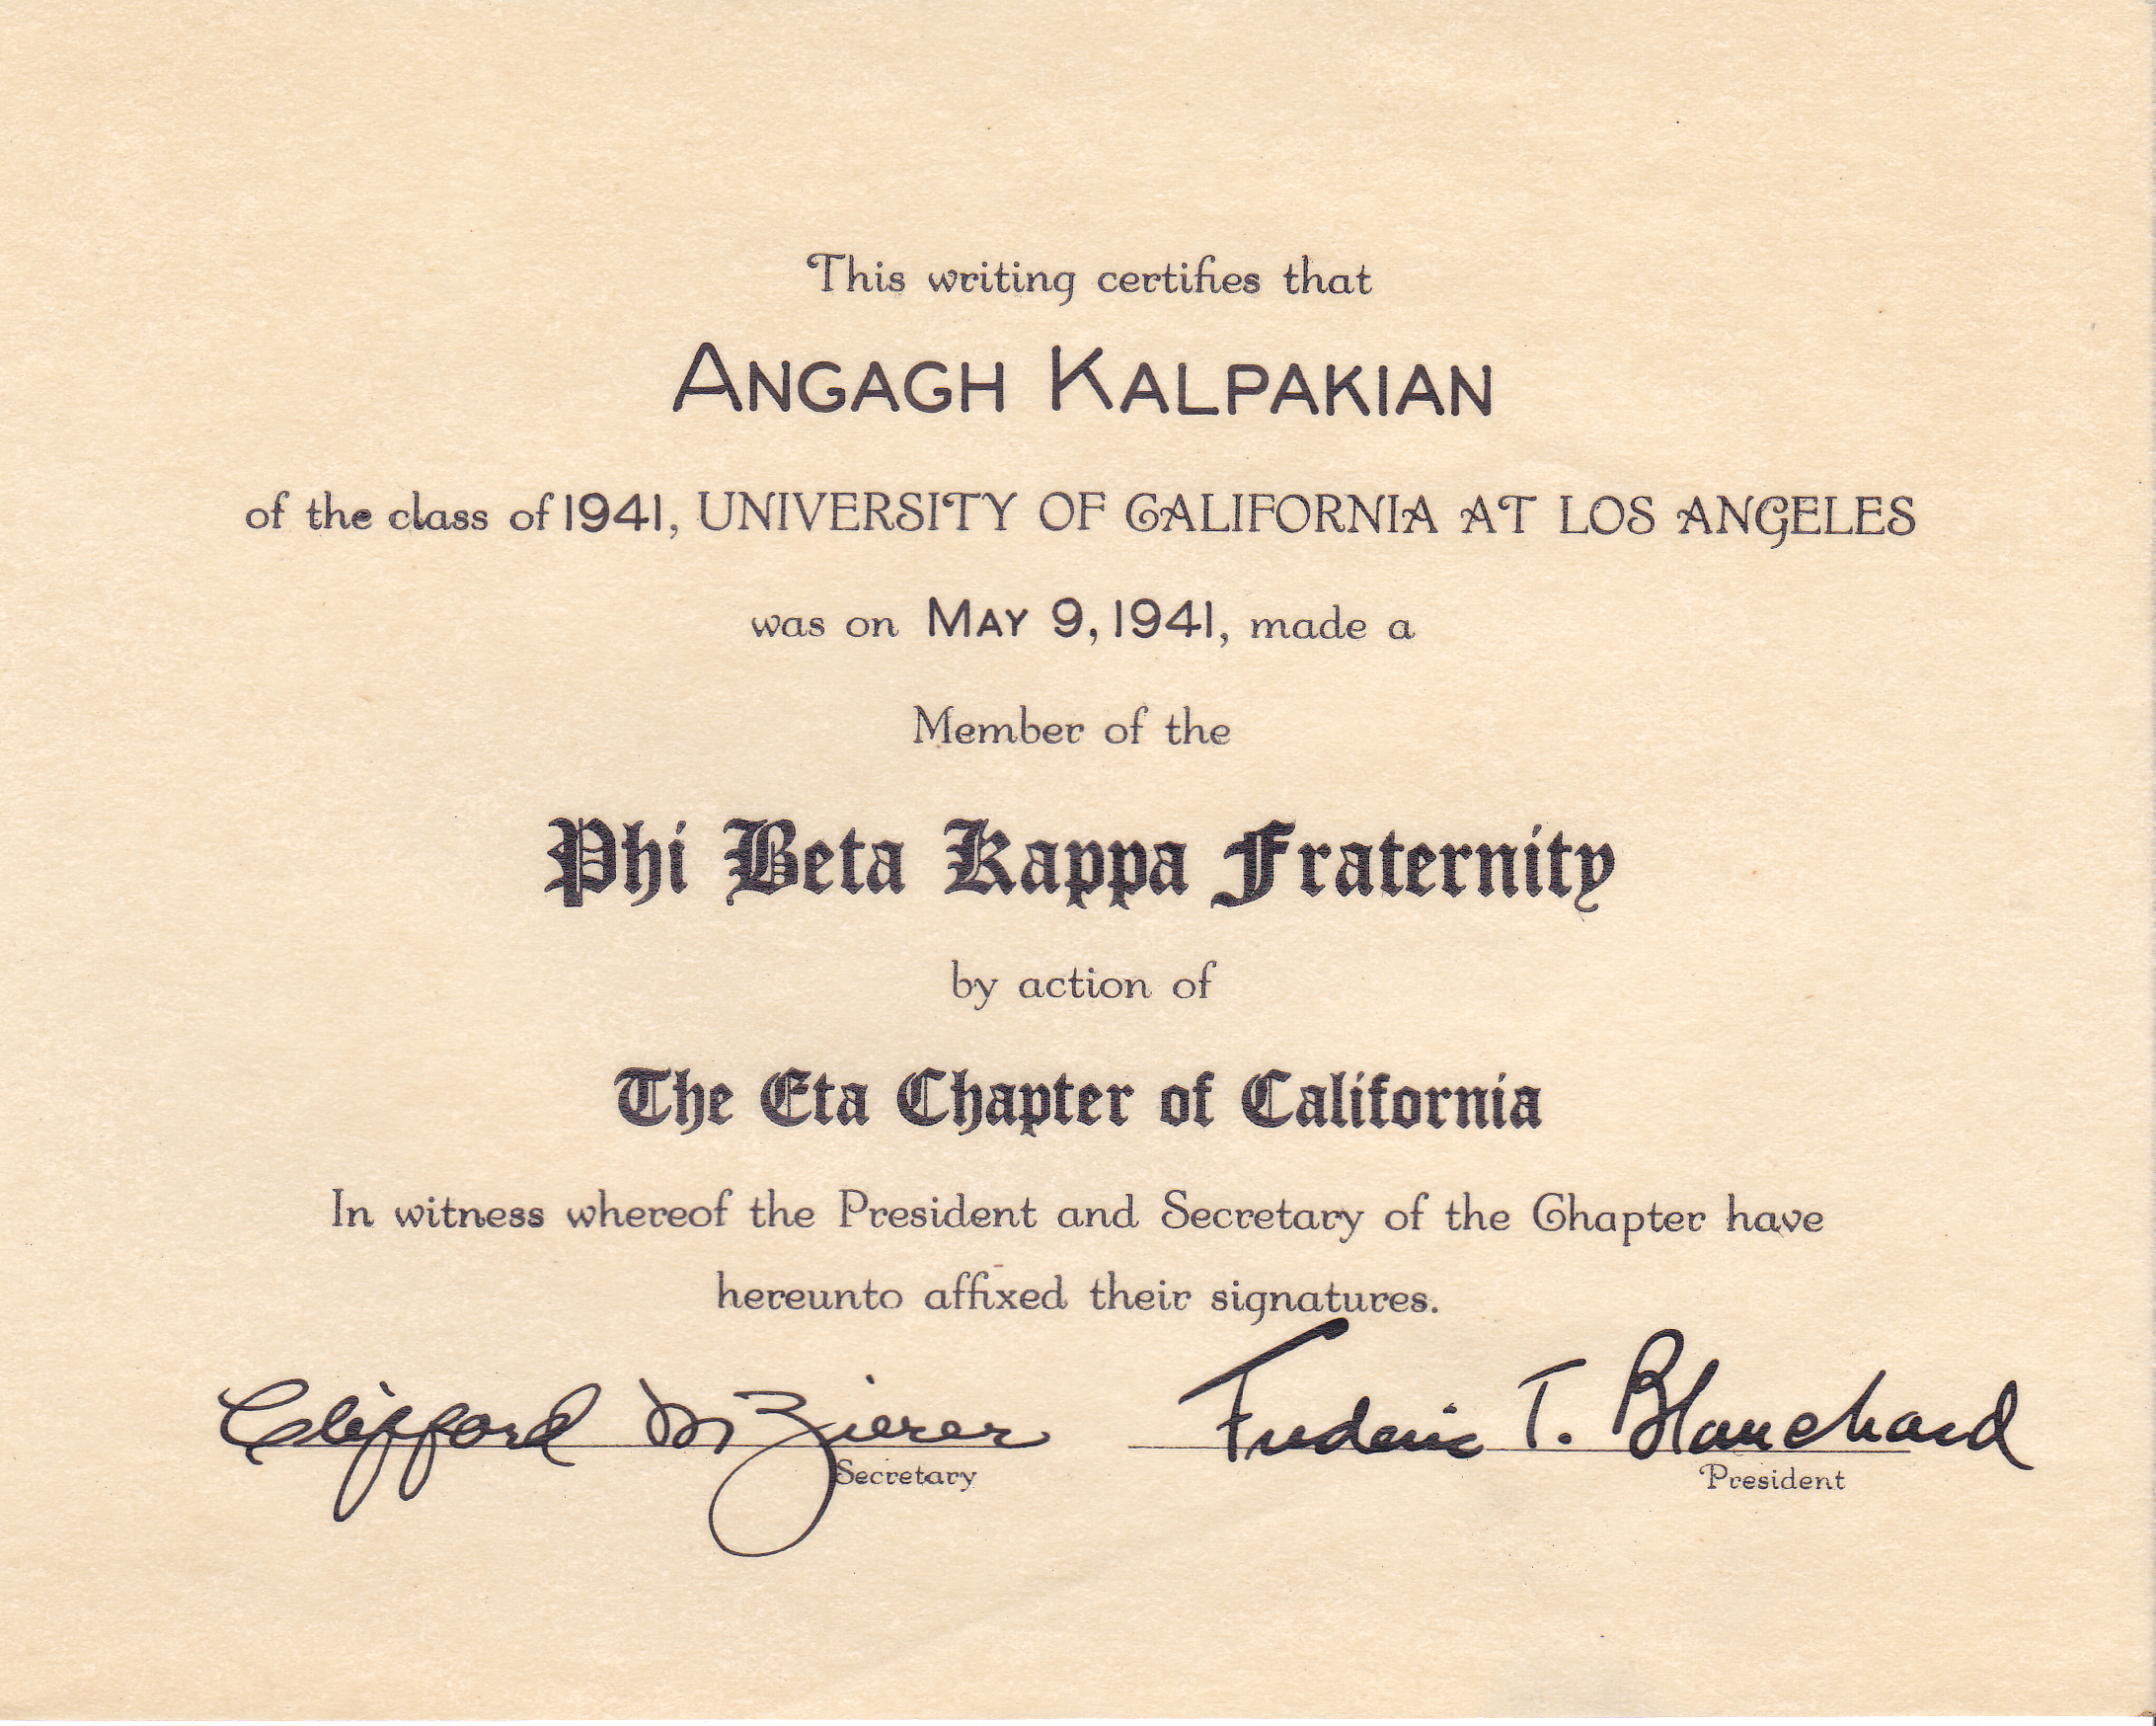 This writing certifies that
ANGAGH KALPAKIAN
of the class of 1941, UNIVERSITY OF CALIFORNIA AT LOS ANGELES
was on MAY 9, 1941, made a
Member of the
Phi Beta Kappa Fraternity
by action of
The Eta Chapter of California
In witness whereof the President and Secretary of the Chapter have
hereunto affixed their signatures.
Clifford M Zierer Frederic T. Blanchard
Secretary President